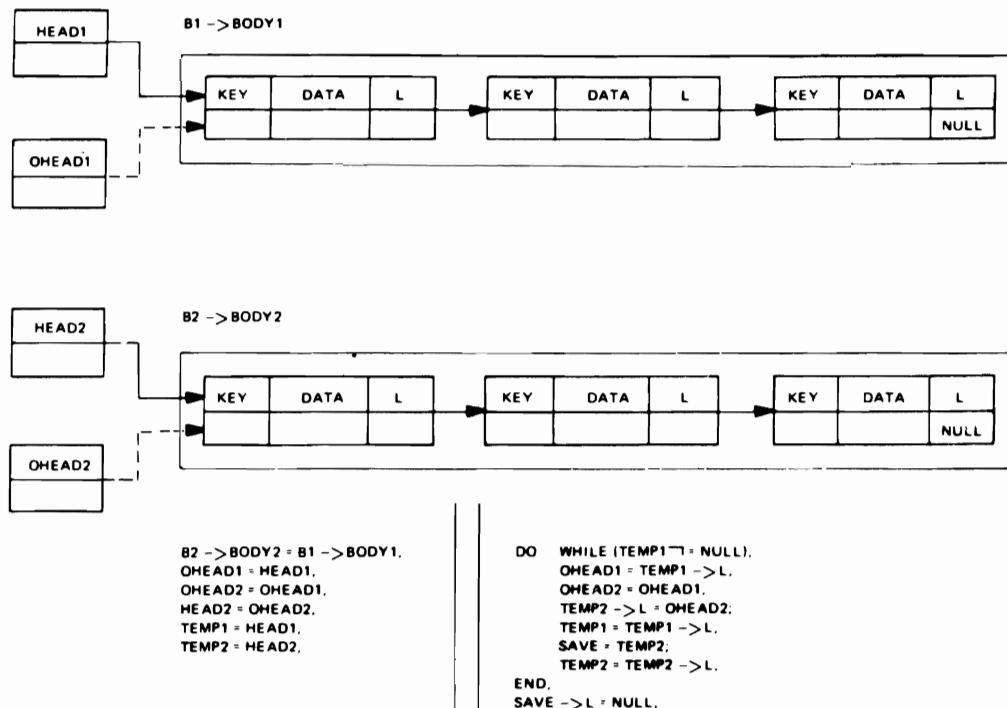 HEAD1
B1 ->BODY1
KEY DATA L KEY DATA L KEY DATA L
NULL
OHEAD1
HEAD2
B2 ->BODY2
KEY DATA L KEY DATA L KEY DATA L
NULL
OHEAD2
B2 ->BODY2 = B1 ->BODY1,
OHEAD1 = HEAD1,
OHEAD2 = OHEAD1,
HEAD2 = OHEAD2,
TEMP1 = HEAD1,
TEMP2 = HEAD2,
DO WHILE (TEMP1¬ = NULL),
OHEAD1 = TEMP1 ->L,
OHEAD2 = OHEAD1,
TEMP2 ->L = OHEAD2;
TEMP1 = TEMP1 ->L,
SAVE = TEMP2;
TEMP2 = TEMP2 ->L,
END,
SAVE ->L = NULL,